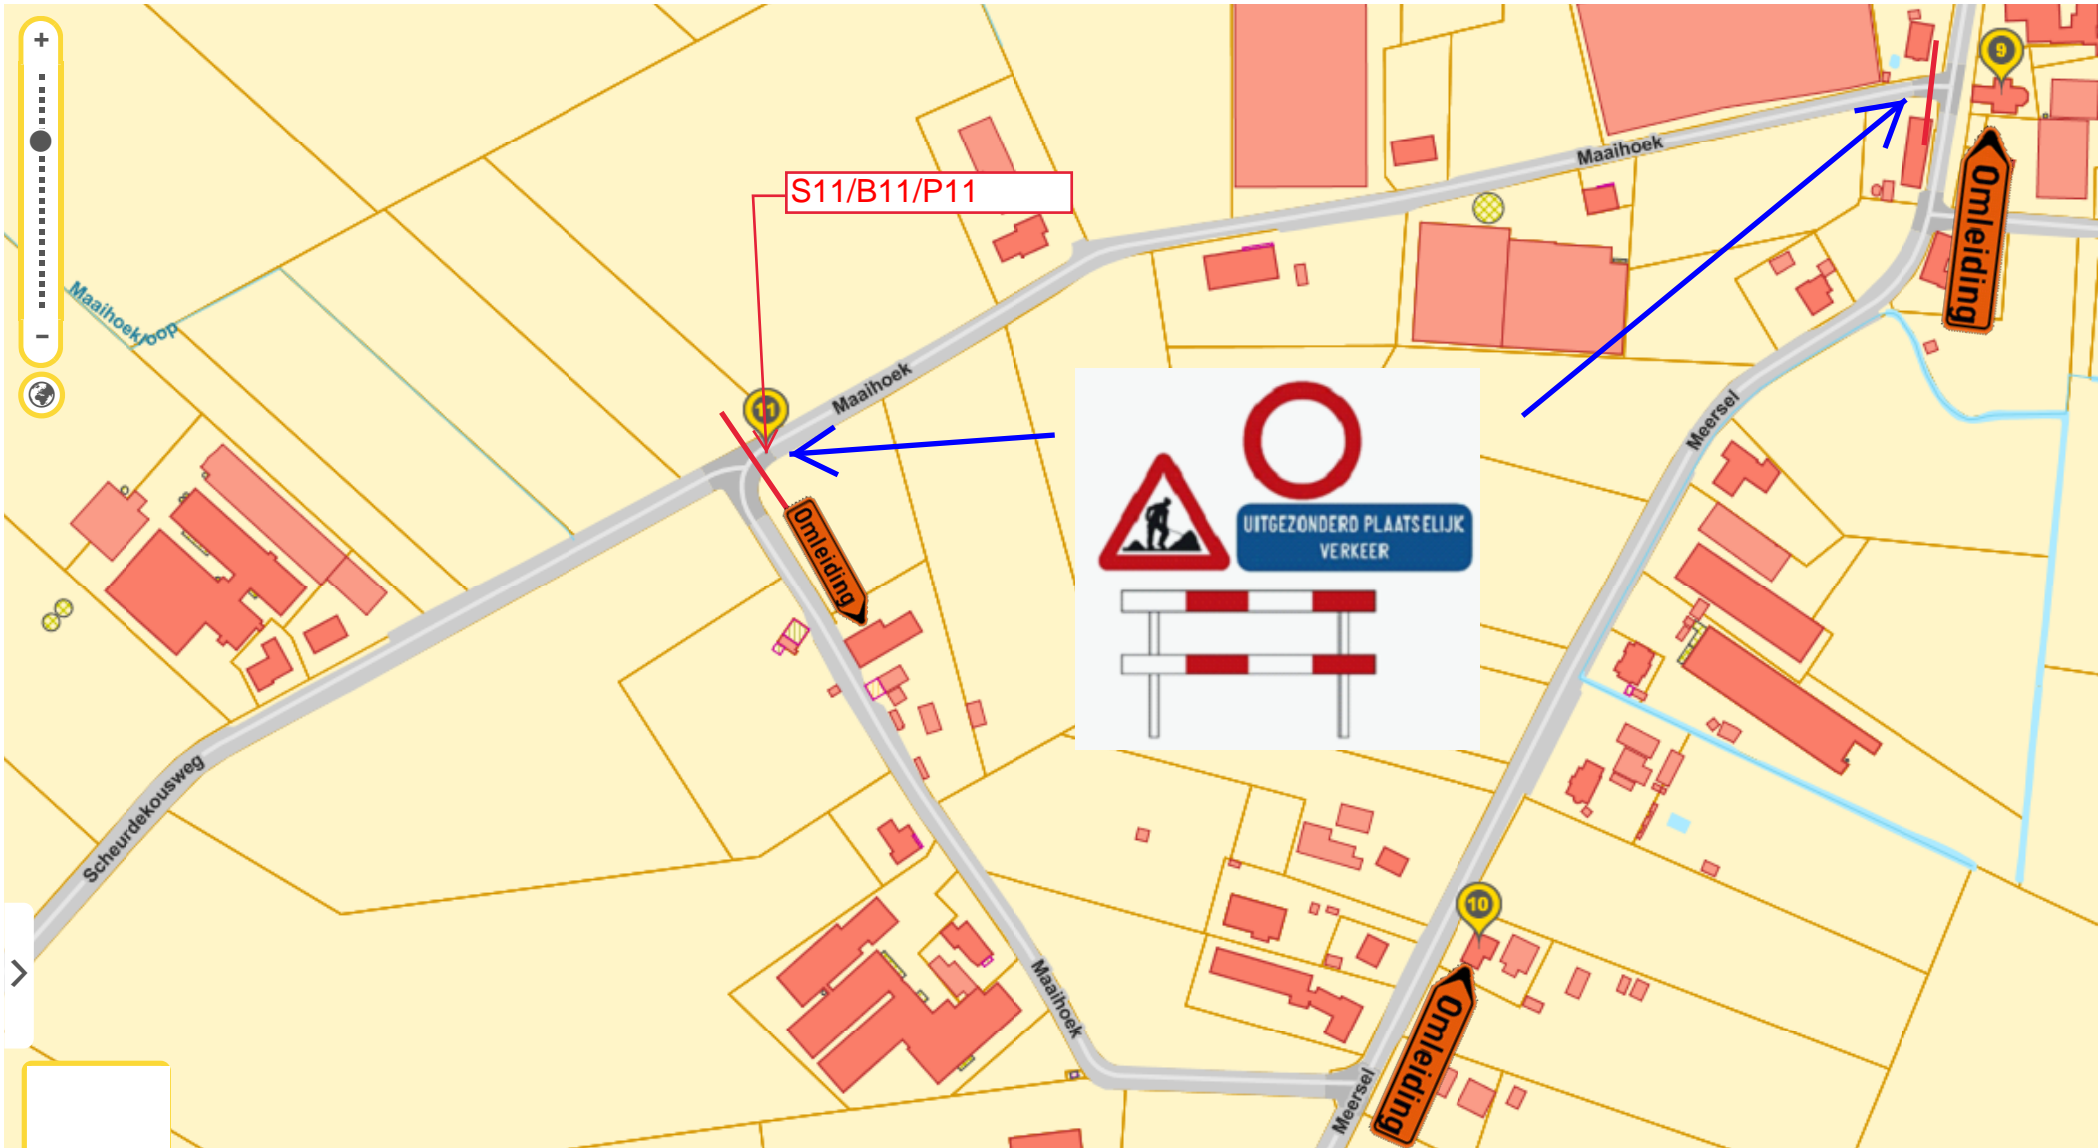 +
9
Maaihoek
S11/B11/P11
Omleiding
Maaihoekloop
−
Maaihoek
11
Meersel
UITGEZONDERD PLAATSELIJK
VERKEER
Omleiding
Scheurdekousweg
10
Maaihoek
Omleiding
Meersel